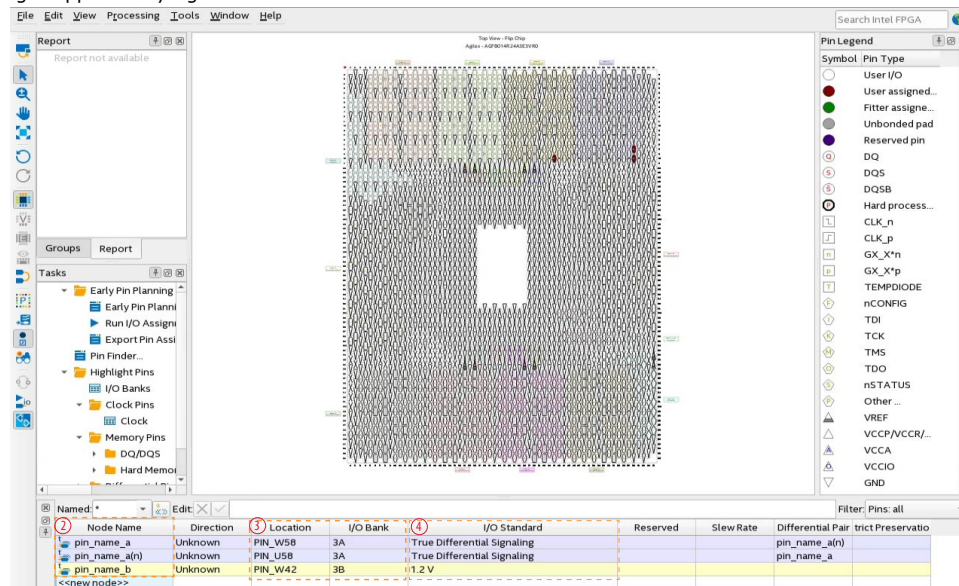 File Edit View Processing Tools Window Help
Search Intel FPGA
Report
Report not available
Groups Report
Tasks
Early Pin Planning
Early Pin Planni
Run I/O Assignn
Export Pin Assi
Pin Finder...
Highlight Pins
I/O Banks
Clock Pins
Clock
Memory Pins
DQ/DQS
Hard Memor
Top View - Flip Chip
Agilex - AGFB014R24A3E3VR0
Pin Legend
Symbol Pin Type
User I/O
User assigned...
Fitter assigne...
Unbonded pad
Reserved pin
Q DQ
S DQS
S DQSB
P Hard process...
CLK_n
CLK_p
n GX_X*n
p GX_X*p
T TEMPDIODE
nCONFIG
I TDI
K TCK
M TMS
O TDO
S nSTATUS
P Other ...
VREF
VCCP/VCCR/...
A VCCA
VCCIO
GND
Named: * Edit: Filter: Pins: all
2 Node Name Direction 3 Location I/O Bank 4 I/O Standard Reserved Slew Rate Differential Pair trict Preservatio
pin_name_a Unknown PIN_W58 3A True Differential Signaling pin_name_a(n)
pin_name_a(n) Unknown PIN_U58 3A True Differential Signaling pin_name_a
pin_name_b Unknown PIN_W42 3B 1.2 V
<<new node>>